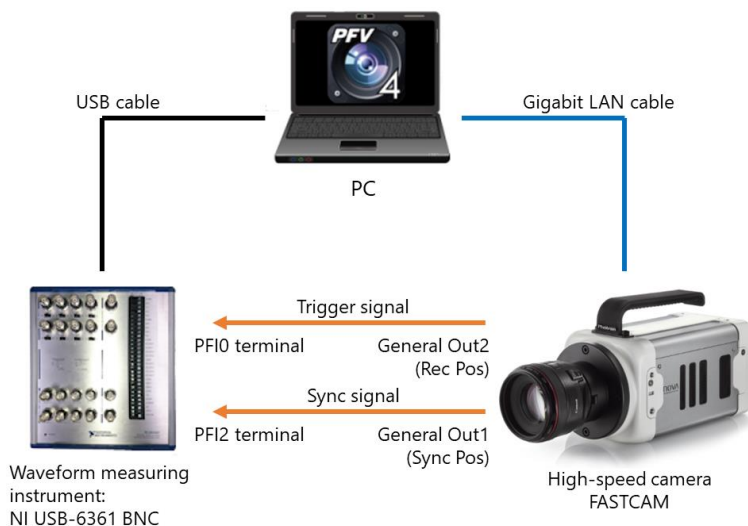 PFV
4
USB cable
Gigabit LAN cable
PC
Trigger signal
PFI0 terminal
General Out2
(Rec Pos)
Sync signal
PFI2 terminal
General Out1
(Sync Pos)
NOVA
Waveform measuring
instrument:
NI USB-6361 BNC
High-speed camera
FASTCAM